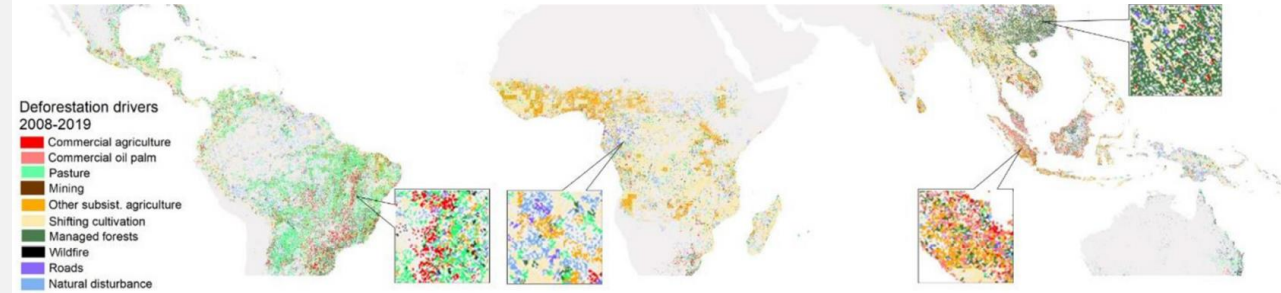 Deforestation drivers
2008-2019
Commercial agriculture
Commercial oil palm
Pasture
Mining
Other subsist. agriculture
Shifting cultivation
Managed forests
Wildfire
Roads
Natural disturbance